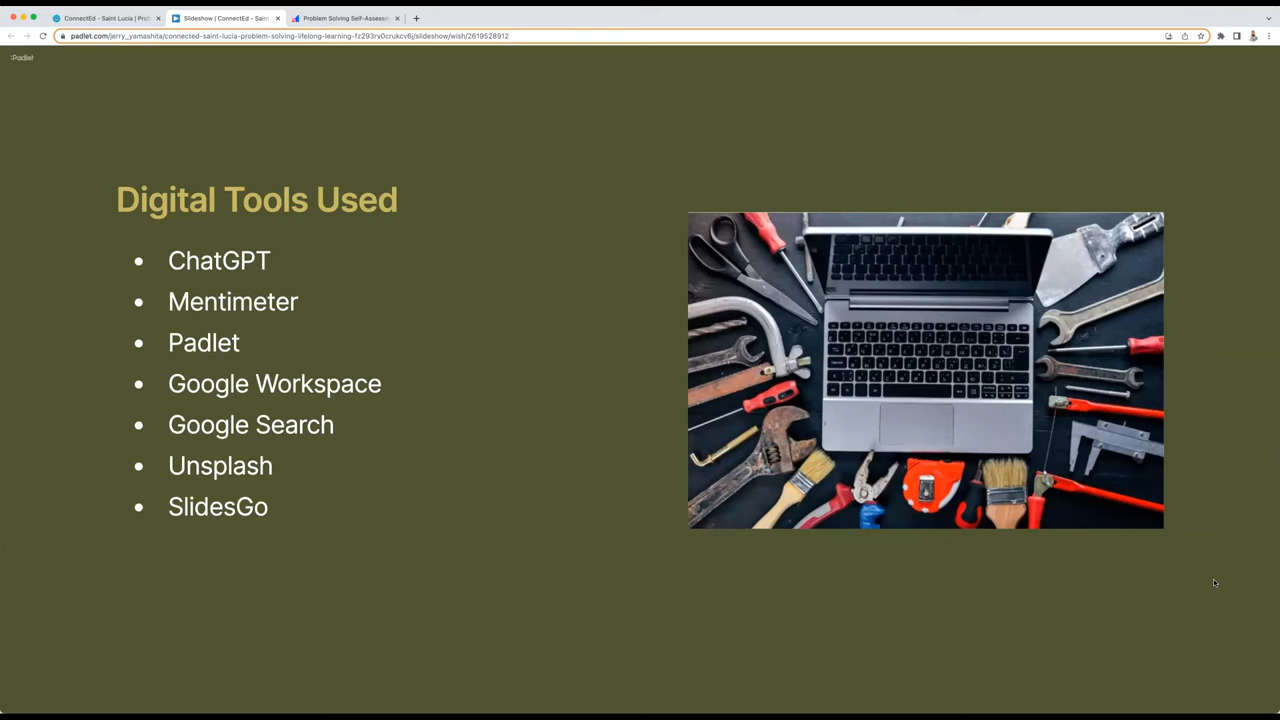 ConnectEd - Saint Lucia | Prob
Slideshow | ConnectEd - Sain
Problem Solving Self-Assessm
padlet.com/jerry_yamashita/connected-saint-lucia-problem-solving-lifelong-learning-fz293rv0crukcv6j/slideshow/wish/2619528912
:Padlet
Digital Tools Used
• ChatGPT
• Mentimeter
• Padlet
• Google Workspace
• Google Search
• Unsplash
• SlidesGo